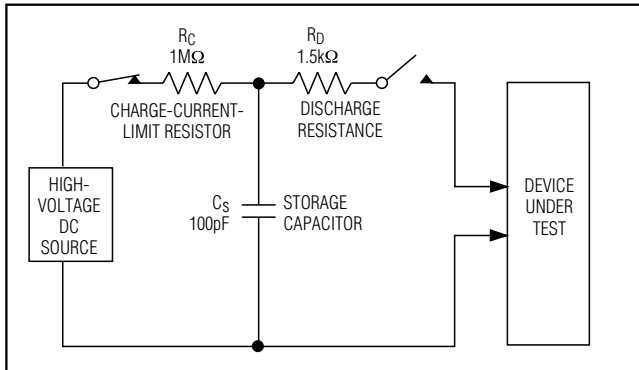 RC
1MΩ
RD
1.5kΩ
CHARGE-CURRENT-
LIMIT RESISTOR
DISCHARGE
RESISTANCE
HIGH-
VOLTAGE
DC
SOURCE
CS
100pF
STORAGE
CAPACITOR
DEVICE
UNDER
TEST